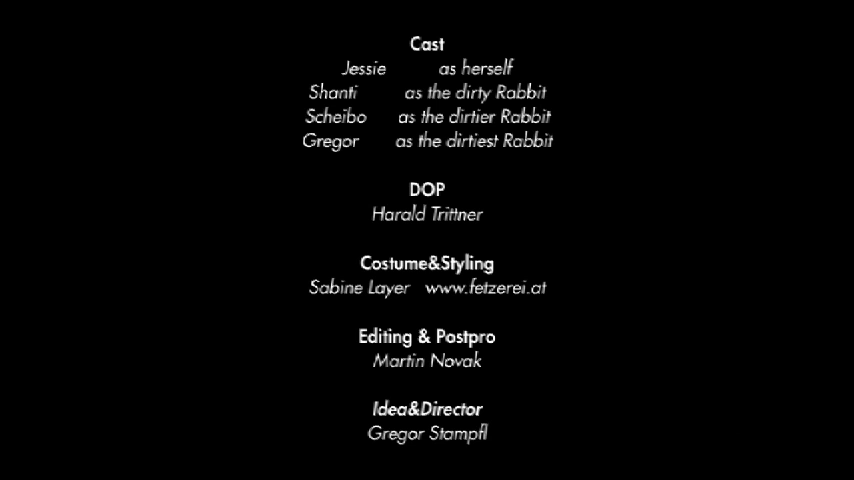 Cast
Jessie as herself
Shanti as the dirty Rabbit
Scheibo as the dirtier Rabbit
Gregor as the dirtiest Rabbit
DOP
Harald Trittner
Costume&Styling
Sabine Layer www.fetzerei.at
Editing & Postpro
Martin Novak
Idea&Director
Gregor Stampfl